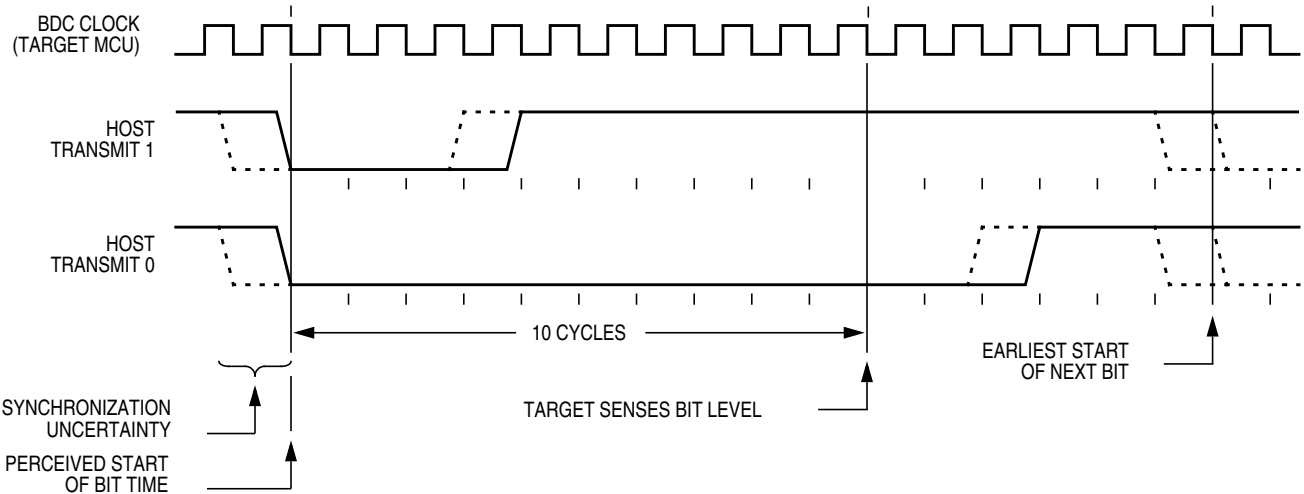 BDC CLOCK
(TARGET MCU)
HOST
TRANSMIT 1
HOST
TRANSMIT 0
10 CYCLES
EARLIEST START
OF NEXT BIT
TARGET SENSES BIT LEVEL
SYNCHRONIZATION
UNCERTAINTY
PERCEIVED START
OF BIT TIME